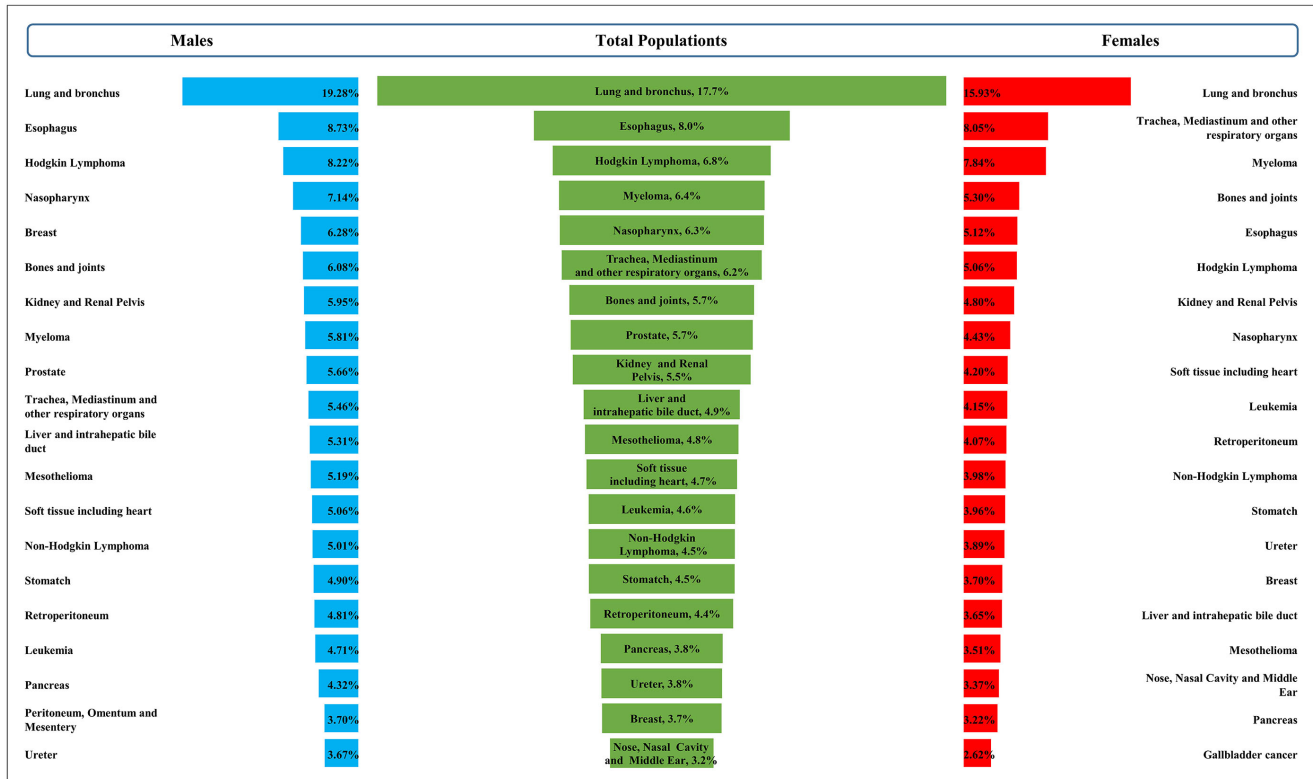 Males
Total Populationts
Females
Lung and bronchus
19.28%
Lung and bronchus, 17.7%
15.93%
Lung and bronchus
Esophagus
8.73%
Esophagus, 8.0%
8.05%
Trachea, Mediastinum and other
respiratory organs
Hodgkin Lymphoma
8.22%
Hodgkin Lymphoma, 6.8%
7.84%
Myeloma
Nasopharynx
7.14%
Myeloma, 6.4%
5.30%
Bones and joints
Breast
6.28%
Nasopharynx, 6.3%
5.12%
Esophagus
Bones and joints
6.08%
Trachea, Mediastinum
and other respiratory organs, 6.2%
5.06%
Hodgkin Lymphoma
Kidney and Renal Pelvis
5.95%
Bones and joints, 5.7%
4.80%
Kidney and Renal Pelvis
Myeloma
5.81%
Prostate, 5.7%
4.43%
Nasopharynx
Prostate
5.66%
Kidney and Renal
Pelvis, 5.5%
4.20%
Soft tissue including heart
Trachea, Mediastinum and
other respiratory organs
5.46%
Liver and
intrahepatic bile duct, 4.9%
4.15%
Leukemia
Liver and intrahepatic bile
duct
5.31%
Mesothelioma, 4.8%
4.07%
Retroperitoneum
Mesothelioma
5.19%
Soft tissue
including heart, 4.7%
3.98%
Non-Hodgkin Lymphoma
Soft tissue including heart
5.06%
Leukemia, 4.6%
3.96%
Stomatch
Non-Hodgkin Lymphoma
5.01%
Non-Hodgkin
Lymphoma, 4.5%
3.89%
Ureter
Stomatch
4.90%
Stomatch, 4.5%
3.70%
Breast
Retroperitoneum
4.81%
Retroperitoneum, 4.4%
3.65%
Liver and intrahepatic bile duct
Leukemia
4.71%
Pancreas, 3.8%
3.51%
Mesothelioma
Pancreas
4.32%
Ureter, 3.8%
3.37%
Nose, Nasal Cavity and Middle
Ear
Peritoneum, Omentum and
Mesentery
3.70%
Breast, 3.7%
3.22%
Pancreas
Ureter
3.67%
Nose, Nasal Cavity
and Middle Ear, 3.2%
2.62%
Gallbladder cancer